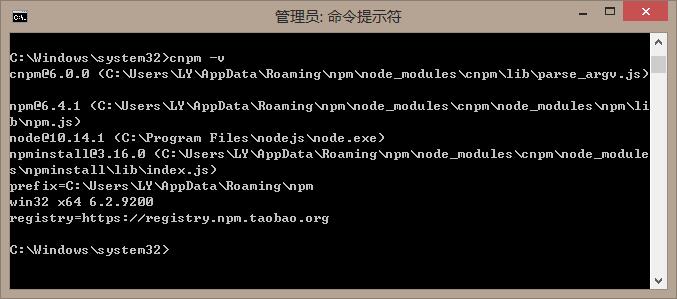 管理员: 命令提示符
C:\Windows\system32>cnpm -v
cnpm@6.0.0 (C:\Users\LY\AppData\Roaming\npm\node_modules\cnpm\lib\parse_argv.js)
npm@6.4.1 (C:\Users\LY\AppData\Roaming\npm\node_modules\cnpm\node_modules\npm\li
b\npm.js)
node@10.14.1 (C:\Program Files\nodejs\node.exe)
npminstall@3.16.0 (C:\Users\LY\AppData\Roaming\npm\node_modules\cnpm\node_module
s\npminstall\lib\index.js)
prefix=C:\Users\LY\AppData\Roaming\npm
win32 x64 6.2.9200
registry=https://registry.npm.taobao.org
C:\Windows\system32>